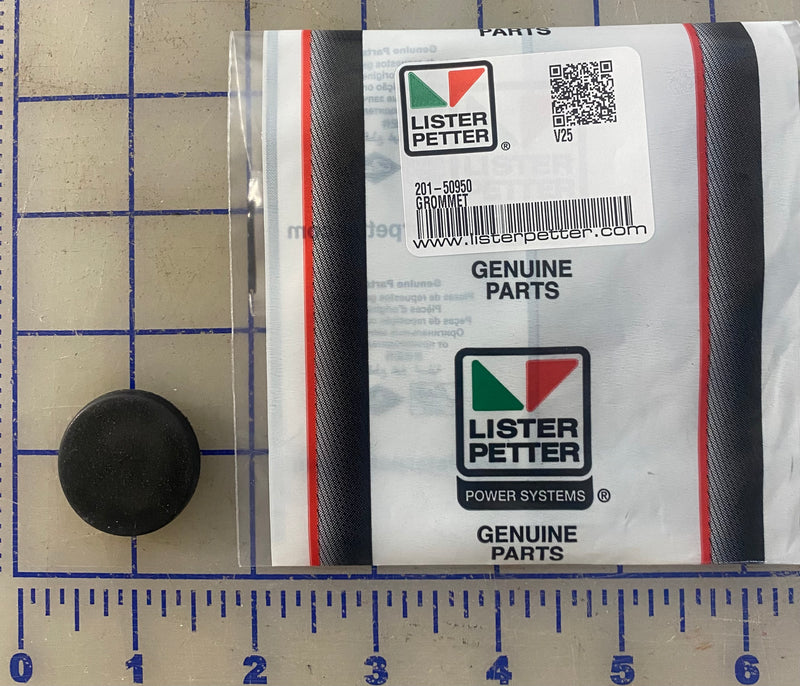 PARTS
LISTER
PETTER
®
V25
201-50950
GROMMET
www.listerpetter.com
GENUINE
PARTS
LISTER
PETTER
POWER SYSTEMS ®
GENUINE
PARTS
0 1 2 3 4 5 6